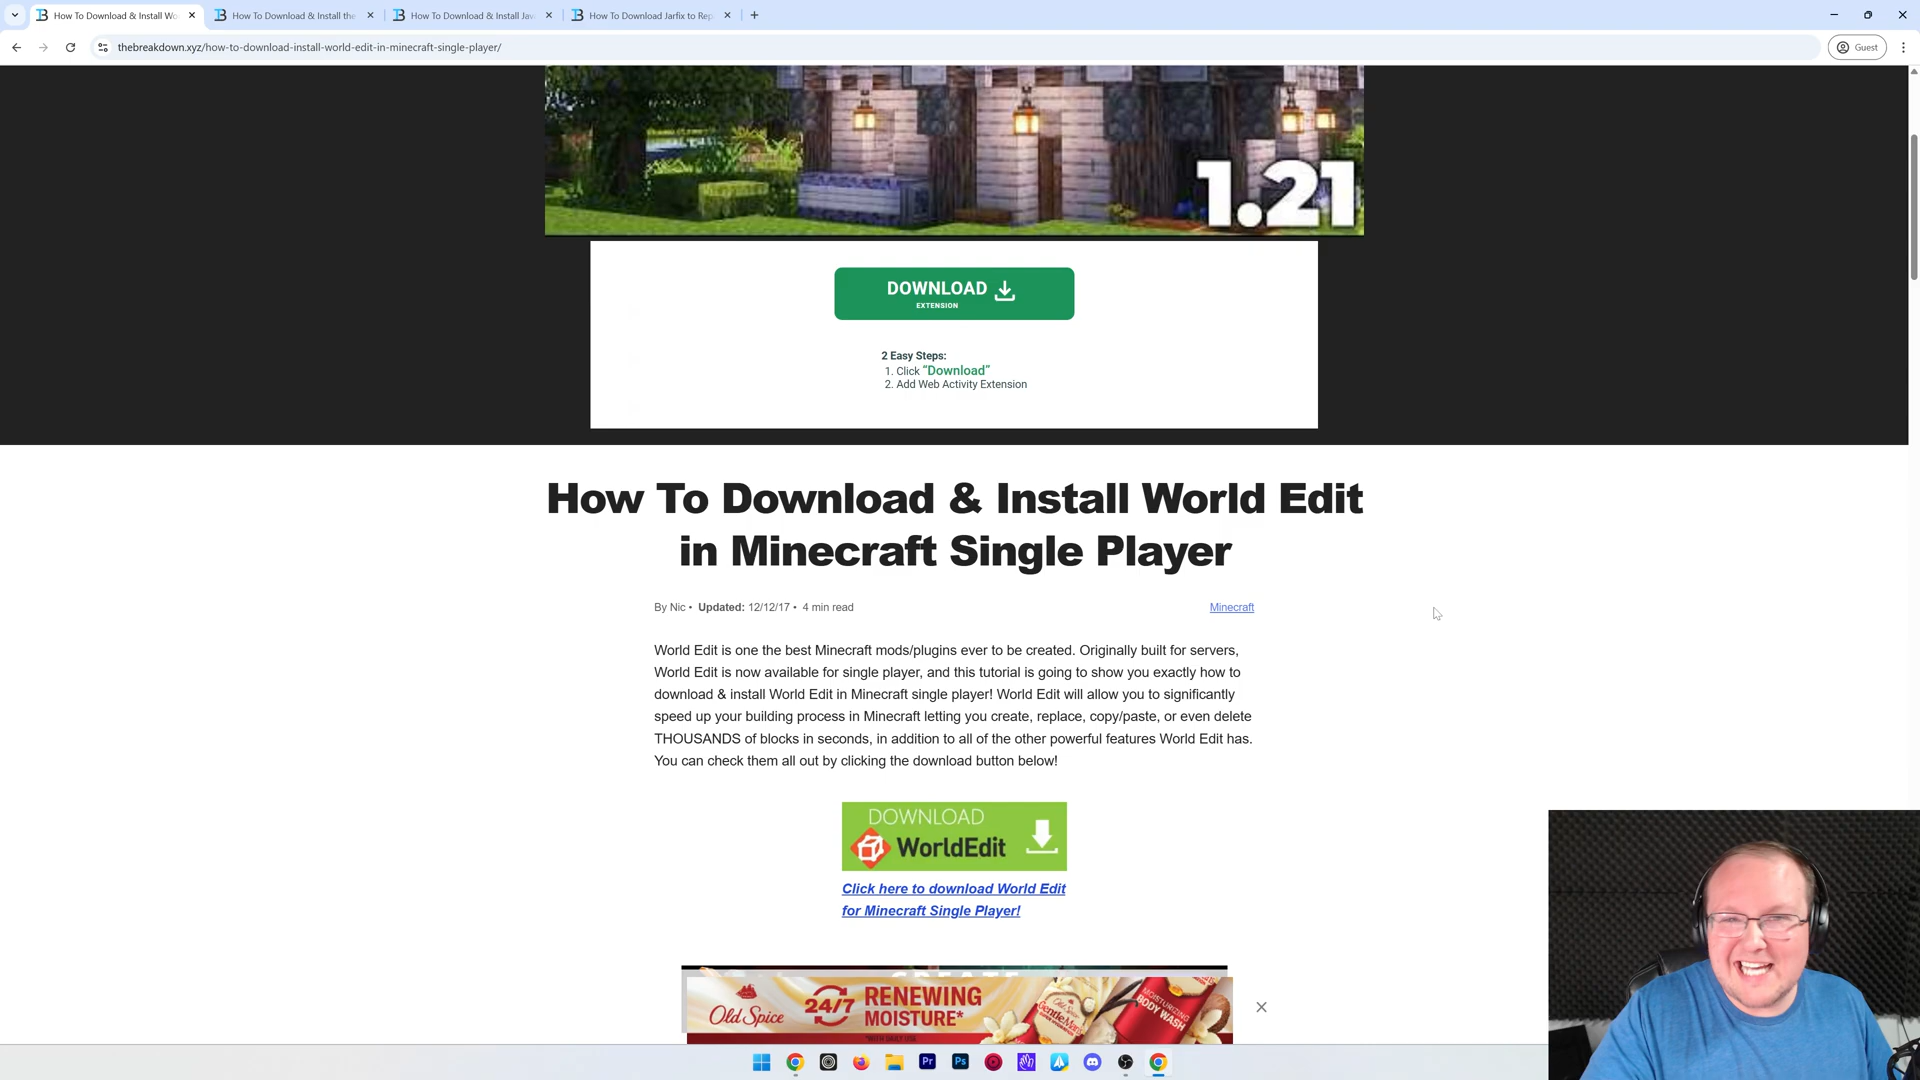 How To Download & Install Wo
How To Download & Install the
How To Download & Install Jav
How To Download Jarfix to Rep
thebreakdown.xyz/how-to-download-install-world-edit-in-minecraft-single-player/
Guest
1.21
DOWNLOAD
EXTENSION
2 Easy Steps:
1. Click “Download”
2. Add Web Activity Extension
How To Download & Install World Edit
in Minecraft Single Player
By Nic • Updated: 12/12/17 • 4 min read
Minecraft
World Edit is one the best Minecraft mods/plugins ever to be created. Originally built for servers,
World Edit is now available for single player, and this tutorial is going to show you exactly how to
download & install World Edit in Minecraft single player! World Edit will allow you to significantly
speed up your building process in Minecraft letting you create, replace, copy/paste, or even delete
THOUSANDS of blocks in seconds, in addition to all of the other powerful features World Edit has.
You can check them all out by clicking the download button below!
DOWNLOAD
WorldEdit
Click here to download World Edit
for Minecraft Single Player!
CREATE
Old Spice
24/7 RENEWING
MOISTURE*
*WITH DAILY USE
MOISTURIZING
BODY WASH
Pr
Ps